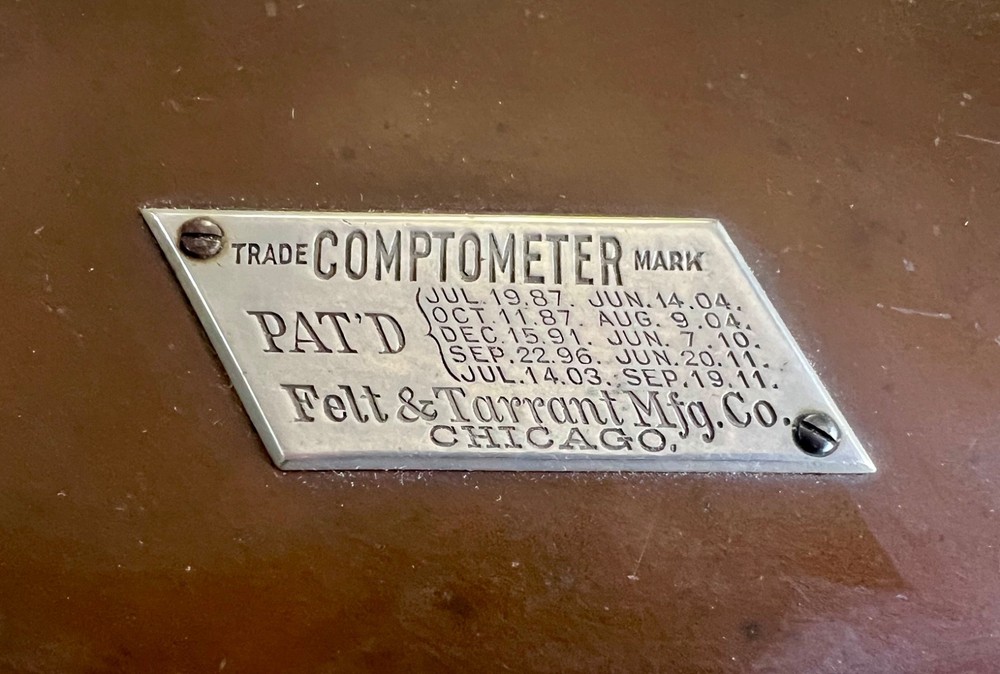 TRADE COMPTOMETER MARK
PAT'D
JUL.19.87. JUN.14.04.
OCT.11.87. AUG. 9.04.
DEC.15.91. JUN. 7.10.
SEP.22.96. JUN.20.11.
JUL.14.03. SEP.19.11.
Felt & Tarrant Mfg. Co.
CHICAGO,